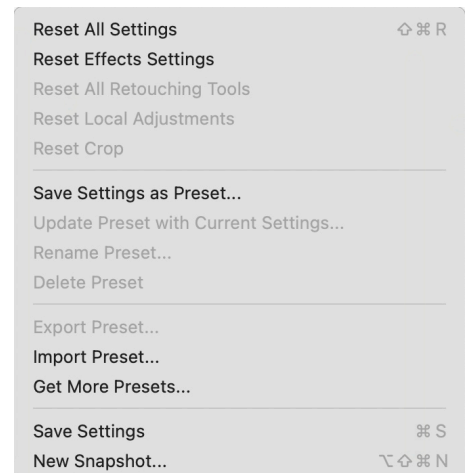 Reset All Settings ⇧ ⌘ R
Reset Effects Settings
Reset All Retouching Tools
Reset Local Adjustments
Reset Crop
Save Settings as Preset...
Update Preset with Current Settings...
Rename Preset...
Delete Preset
Export Preset...
Import Preset...
Get More Presets...
Save Settings ⌘ S
New Snapshot... ⌥ ⇧ ⌘ N